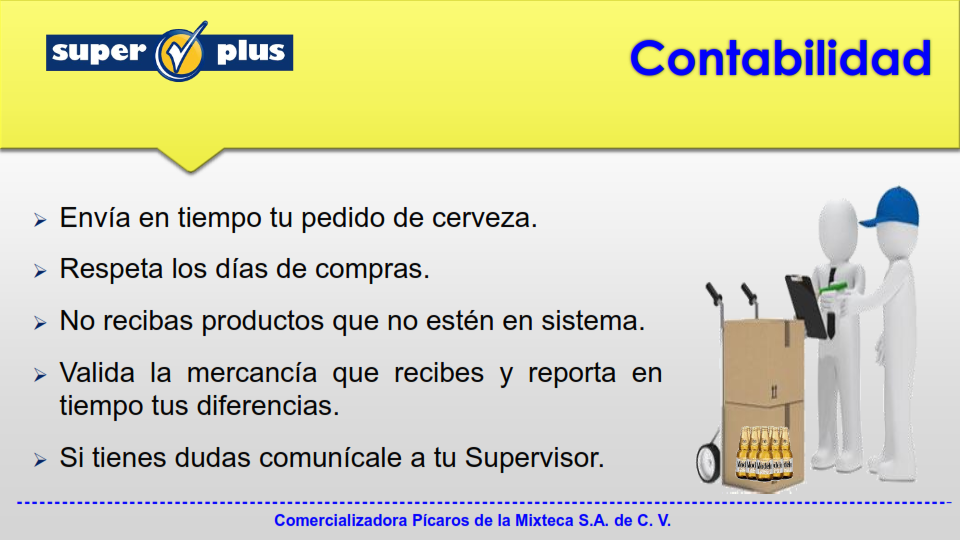 super plus
Contabilidad
Envía en tiempo tu pedido de cerveza.
Respeta los días de compras.
No recibas productos que no estén en sistema.
Valida la mercancía que recibes y reporta en
tiempo tus diferencias.
Si tienes dudas comunícale a tu Supervisor.
Comercializadora Pícaros de la Mixteca S.A. de C. V.